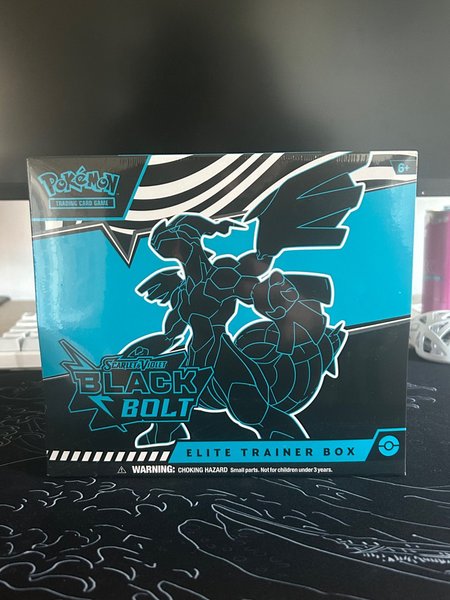 POKéMON
TRADING CARD GAME
6+
SCARLET & VIOLET
BLACK
BOLT
ELITE TRAINER BOX
WARNING: CHOKING HAZARD Small parts. Not for children under 3 years.